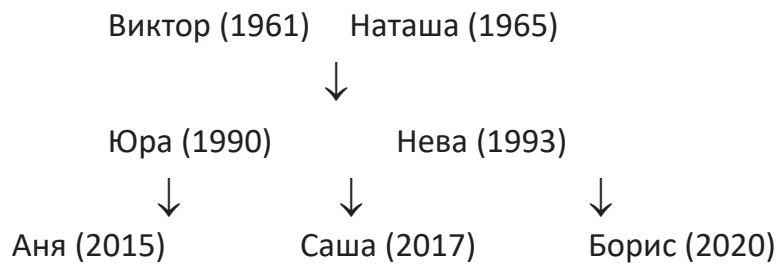 Виктор (1961) Наташа (1965)
Юра (1990) Нева (1993)
Аня (2015) Саша (2017) Борис (2020)